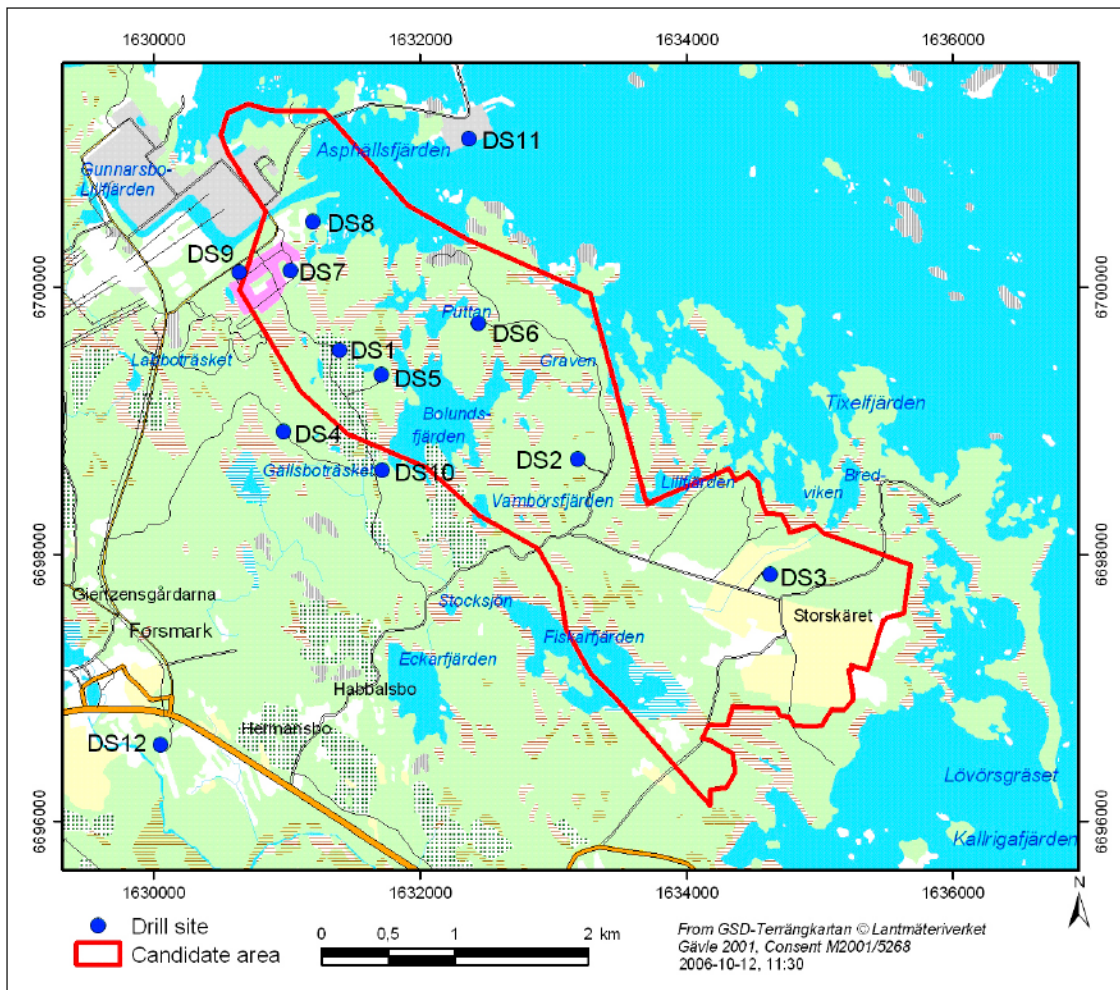 1630000
1632000
1634000
1636000
Asphällsfjärden
DS11
Gunnarsbo-
Lillfjärden
DS8
DS9
DS7
6700000
6700000
Puttan
DS6
Labboträsket
DS1
Graven
DS5
Tixelfjärden
Bolunds-
fjärden
DS4
DS2
Gällsboträsket
DS10
Lillfjärden
Bred-
viken
Vambörsfjärden
6698000
6698000
DS3
Giertzensgårdarna
Stocksjön
Storskäret
Forsmark
Fiskarfjärden
Eckarfjärden
Habbalsbo
Hermansbo
DS12
Lövörsgräset
6696000
6696000
Kallrigafjärden
1630000
1632000
1634000
1636000
N
Drill site
Candidate area
0
0,5
1
2 km
From GSD-Terrängkartan © Lantmäteriverket
Gävle 2001, Consent M2001/5268
2006-10-12, 11:30